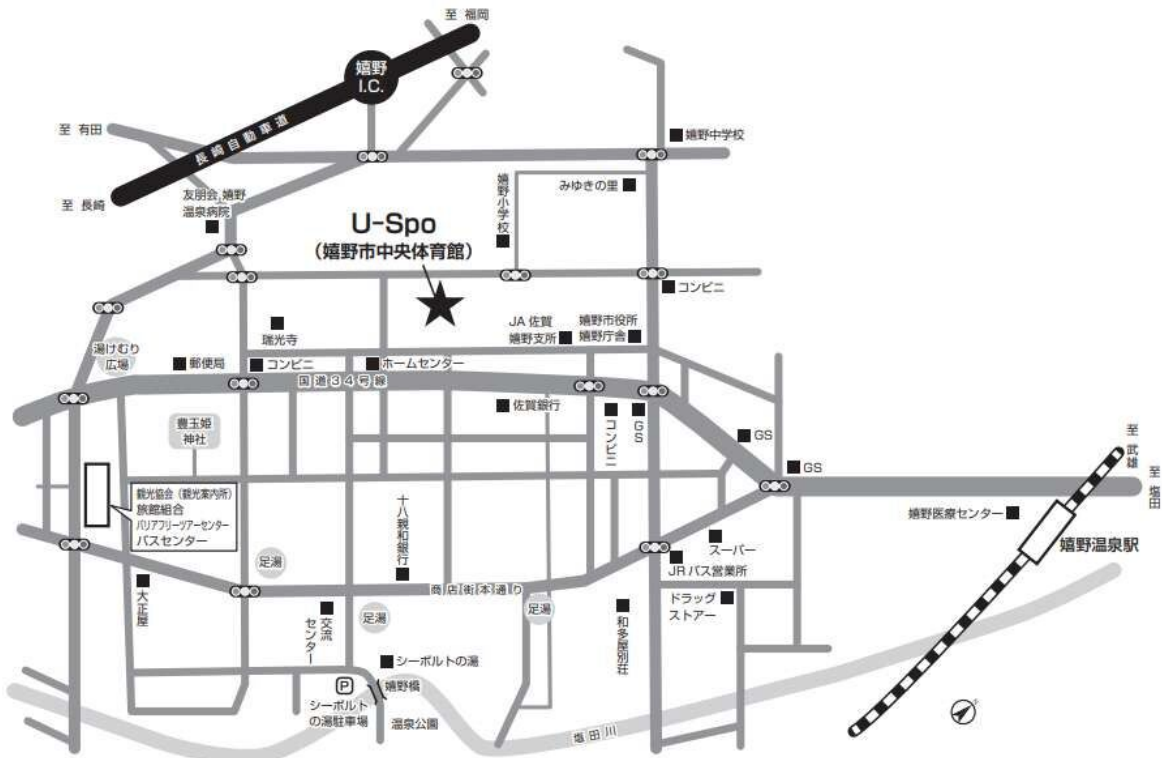 至 福岡
嬉野
I.C.
長崎自動車道
至 有田
至 長崎
嬉野中学校
友朋会 嬉野
温泉病院
嬉野小学校
みゆきの里
U-Spo
(嬉野市中央体育館)
コンビニ
瑞光寺
JA 佐賀
嬉野支所
嬉野市役所
嬉野庁舎
湯けむり
広場
郵便局
コンビニ
ホームセンター
国道34号線
佐賀銀行
コンビニ
GS
GS
GS
至 武雄
至 塩田
豊玉姫
神社
観光協会(観光案内所)
旅館組合
バリアフリーツアーセンター
バスセンター
十八親和銀行
嬉野医療センター
嬉野温泉駅
スーパー
JRバス営業所
足湯
商店街本通り
大正屋
交流
センター
足湯
足湯
和多屋別荘
ドラッグ
ストアー
シーボルトの湯
P
嬉野橋
シーボルト
の湯駐車場
温泉公園
塩田川